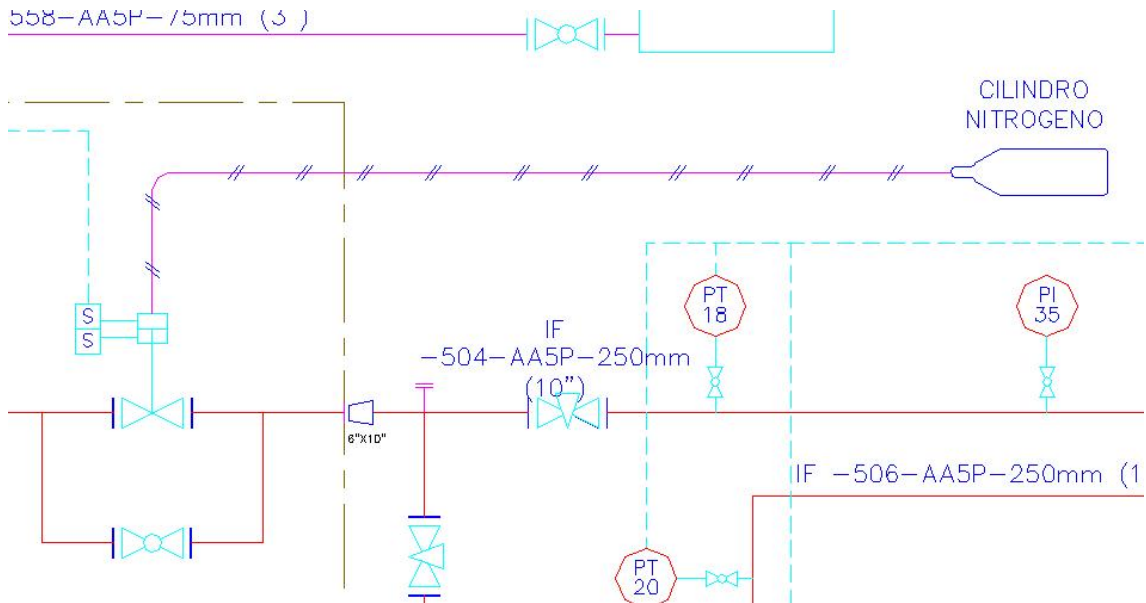 558-AA5P-75mm (3")
CILINDRO
NITROGENO
S
S
PT
18
PI
35
IF
-504-AA5P-250mm
(10")
6"X10"
IF -506-AA5P-250mm (1
PT
20